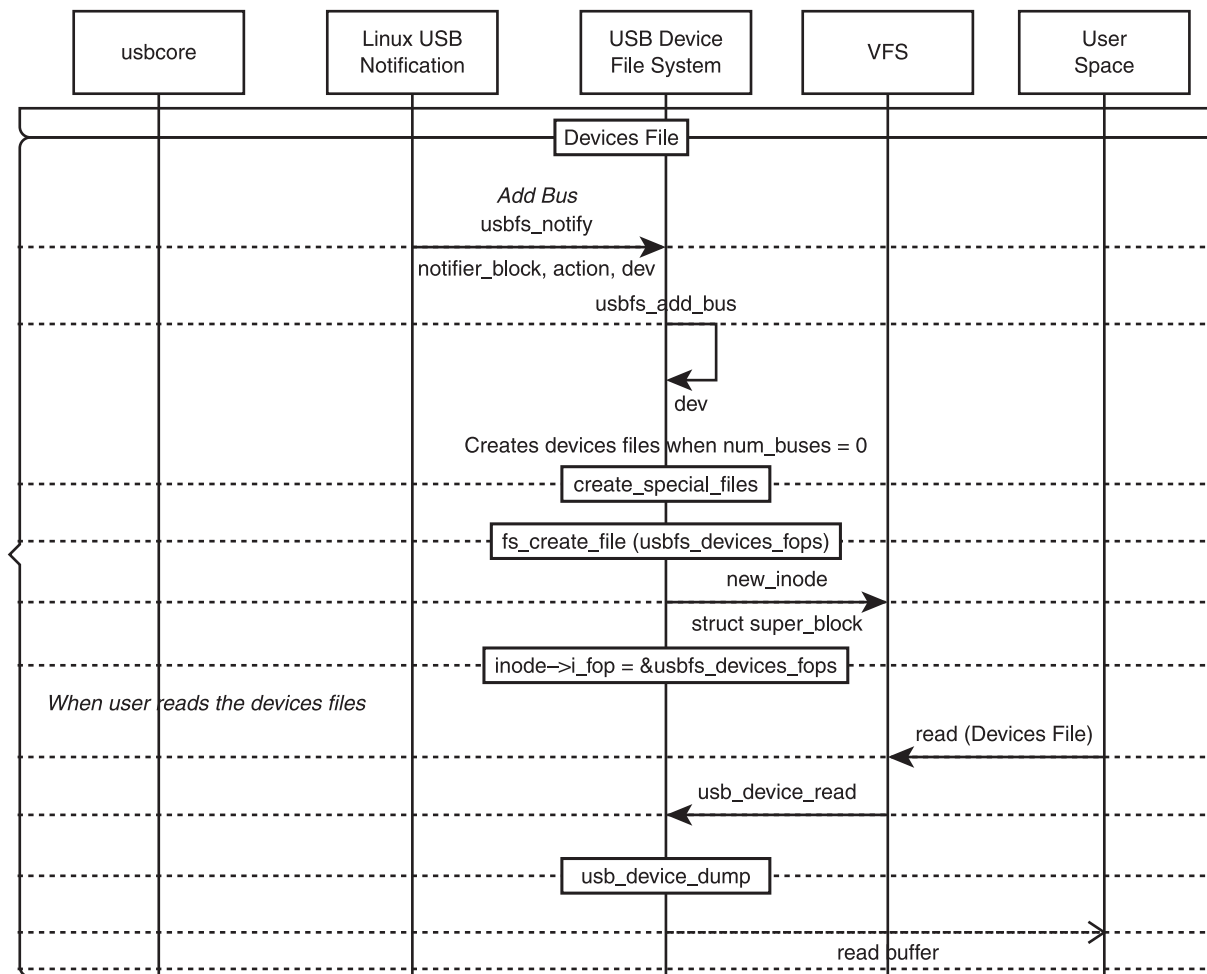 usbcore
Linux USB
Notification
USB Device
File System
VFS
User
Space
Devices File
Add Bus
usbfs_notify
notifier_block, action, dev
usbfs_add_bus
dev
Creates devices files when num_buses = 0
create_special_files
fs_create_file (usbfs_devices_fops)
new_inode
struct super_block
inode–>i_fop = &usbfs_devices_fops
When user reads the devices files
read (Devices File)
usb_device_read
usb_device_dump
read buffer